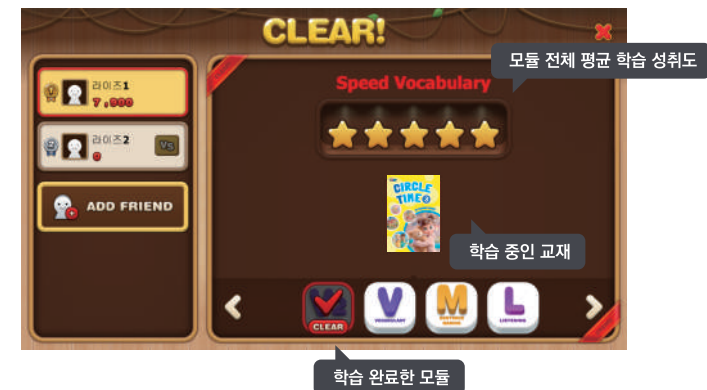 CLEAR!
모듈 전체 평균 학습 성취도
라이즈1
7,000
라이즈2
0
VS
ADD FRIEND
Speed Vocabulary
CIRCLE
TIME
학습 중인 교재
CLEAR
V
VOCABULARY
M
L
LISTENING
학습 완료한 모듈